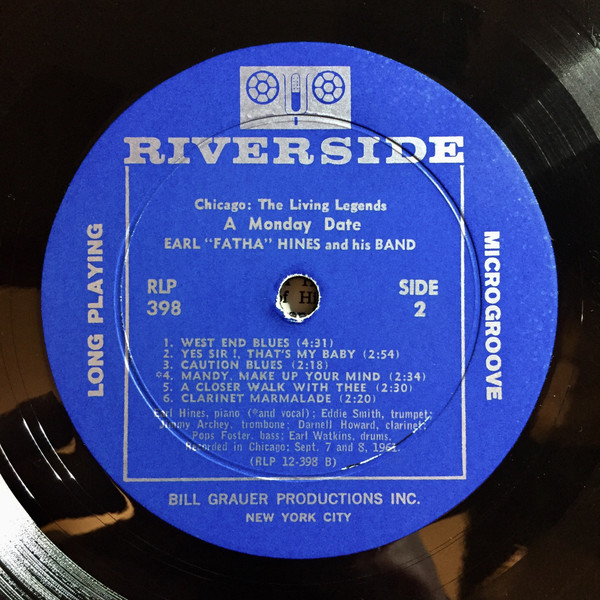 RIVERSIDE
Chicago: The Living Legends
A Monday Date
EARL "FATHA" HINES and his BAND
LONG PLAYING
MICROGROOVE
RLP
398
SIDE
2
1. WEST END BLUES (4:31)
2. YES SIR!, THAT'S MY BABY (2:54)
3. CAUTION BLUES (2:18)
°4. MANDY, MAKE UP YOUR MIND (2:34)
5. A CLOSER WALK WITH THEE (2:30)
6. CLARINET MARMALADE (2:20)
Earl Hines, piano (°and vocal); Eddie Smith, trumpet;
Jimmy Archey, trombone; Darnell Howard, clarinet;
Pops Foster, bass; Earl Watkins, drums.
Recorded in Chicago; Sept. 7 and 8, 1961.
(RLP 12-398 B)
BILL GRAUER PRODUCTIONS INC.
NEW YORK CITY